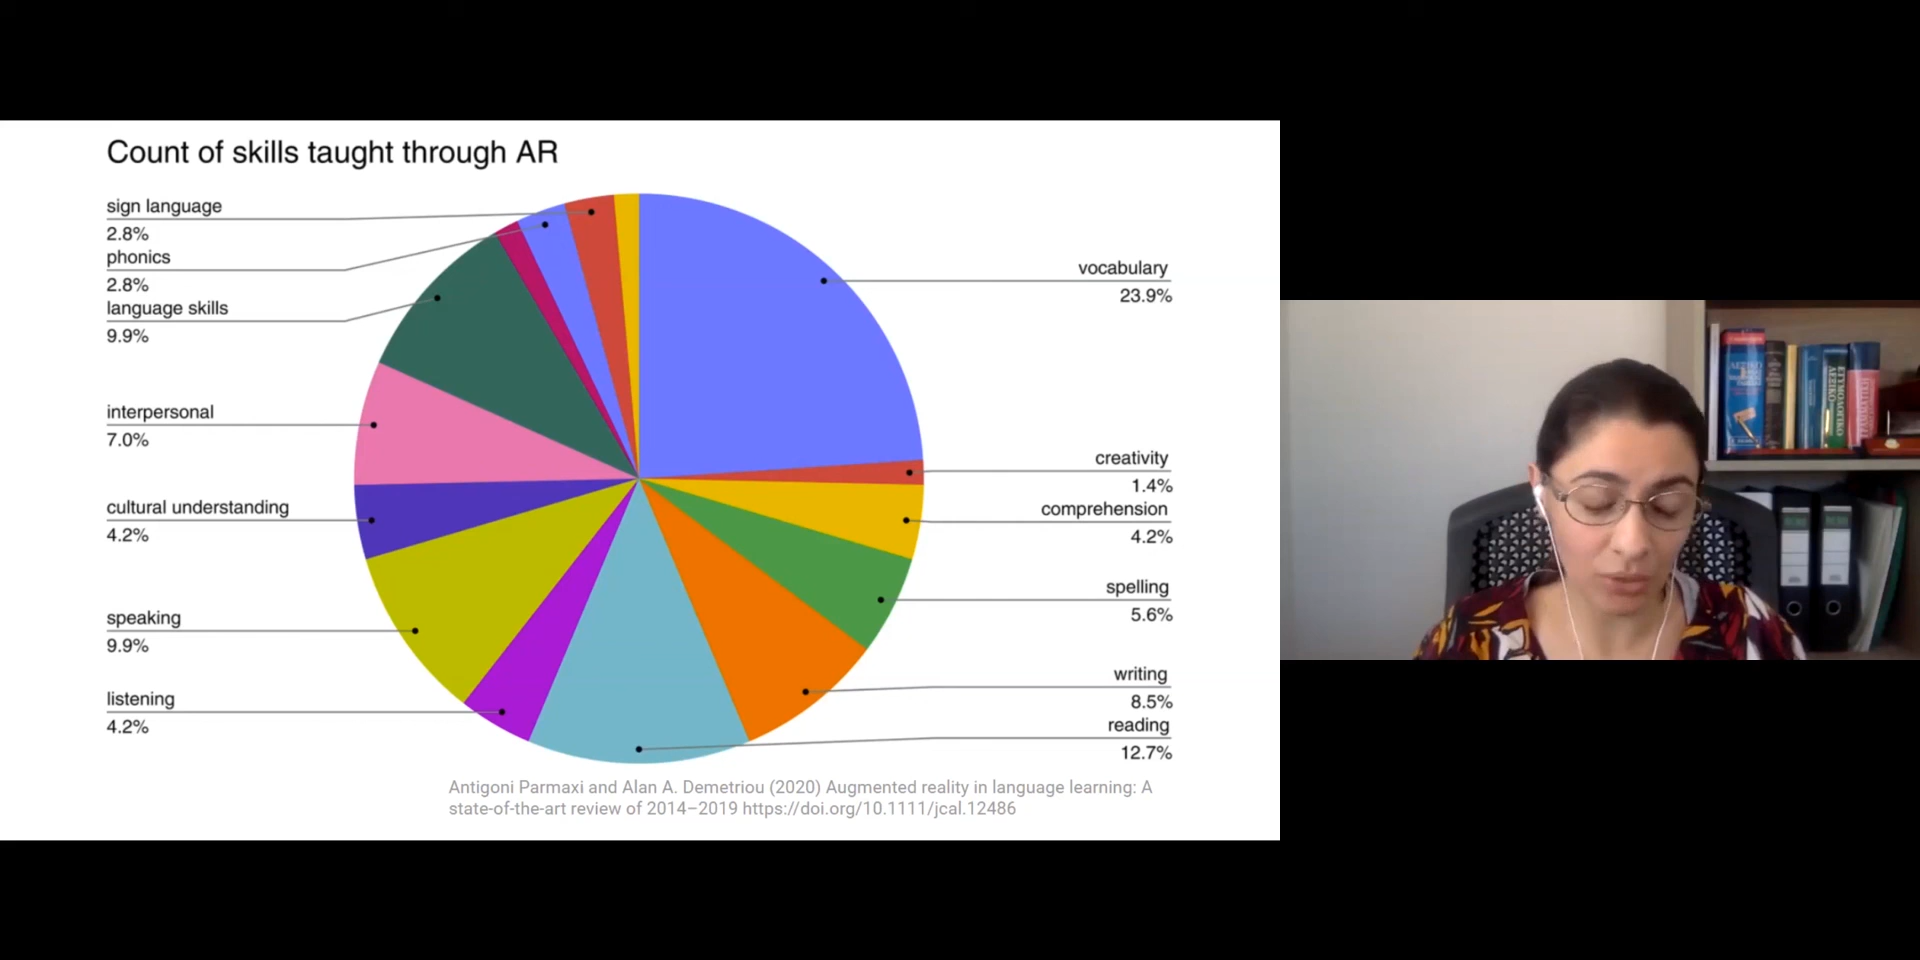 Count of skills taught through AR
sign language
2.8%
phonics
2.8%
language skills
9.9%
interpersonal
7.0%
cultural understanding
4.2%
speaking
9.9%
listening
4.2%
vocabulary
23.9%
creativity
1.4%
comprehension
4.2%
spelling
5.6%
writing
8.5%
reading
12.7%
Antigoni Parmaxi and Alan A. Demetriou (2020) Augmented reality in language learning: A
state-of-the-art review of 2014–2019 https://doi.org/10.1111/jcal.12486